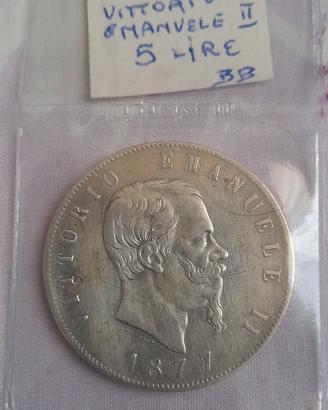 VITTORIO
EMANUELE II
5 LIRE
BB
VITTORIO EMANUELE II
1877